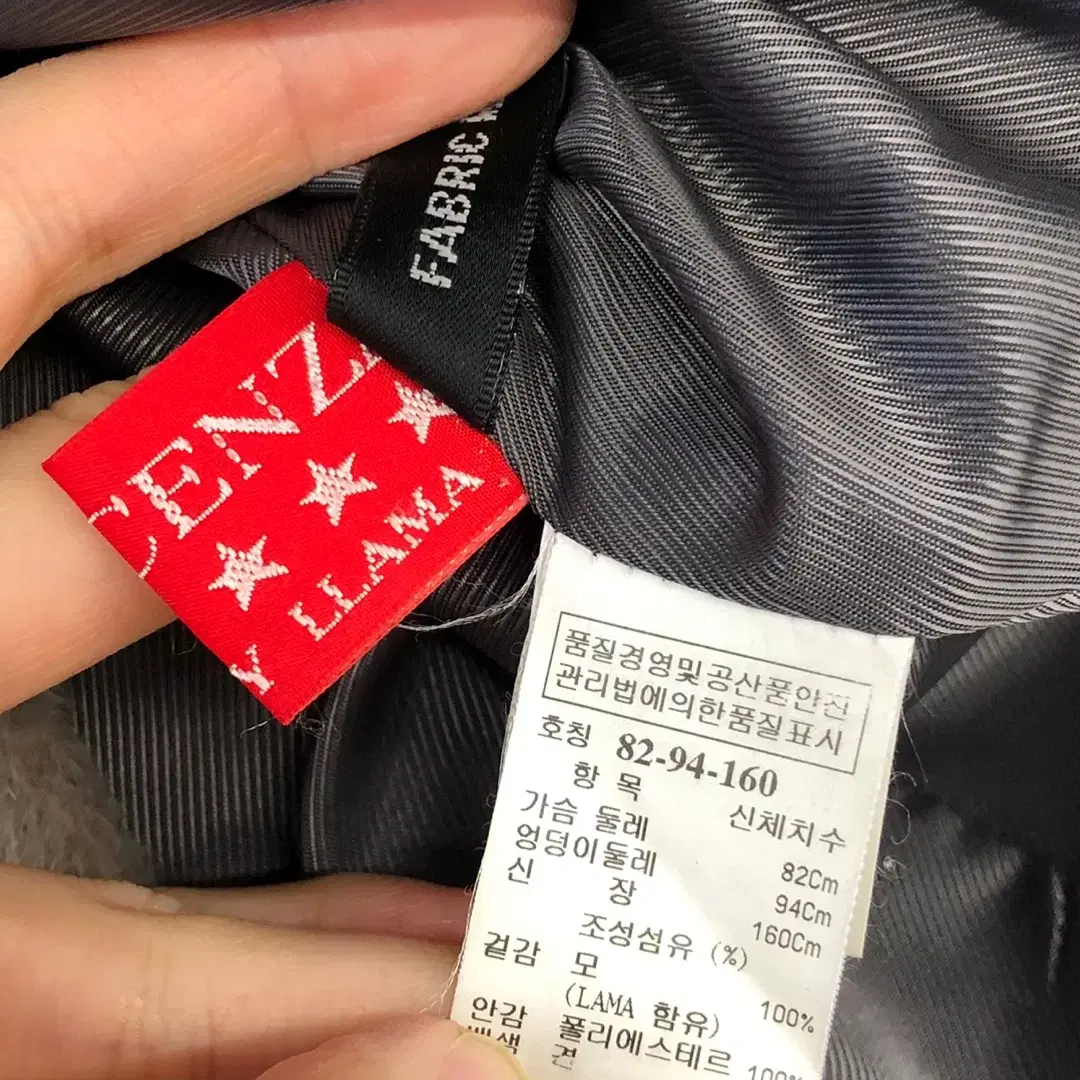 FABRIC
CENZ
LLAMA
Y
품질경영및공산품안전
관리법에의한품질표시
호칭 82-94-160
항 목 신체치수
가슴 둘레 82Cm
엉덩이둘레 94Cm
신 장 160Cm
조성섬유 (%)
겉감 모 100%
(LAMA 함유)
안감 폴리에스테르 100%
배색